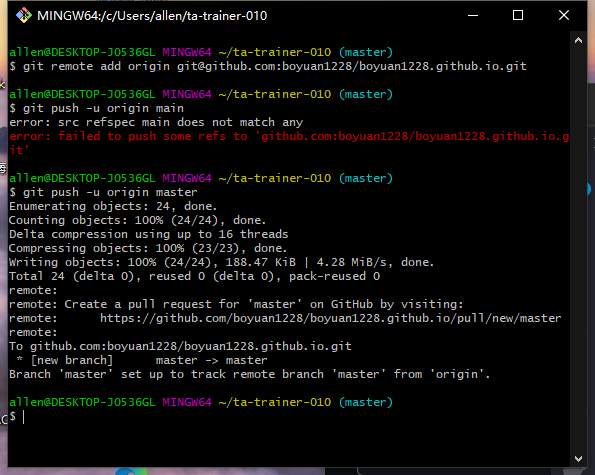 MINGW64:/c/Users/allen/ta-trainer-010
allen@DESKTOP-JO536GL MINGW64 ~/ta-trainer-010 (master)
$ git remote add origin git@github.com:boyuan1228/boyuan1228.github.io.git
allen@DESKTOP-JO536GL MINGW64 ~/ta-trainer-010 (master)
$ git push -u origin main
error: src refspec main does not match any
error: failed to push some refs to 'github.com:boyuan1228/boyuan1228.github.io.g
it'
allen@DESKTOP-JO536GL MINGW64 ~/ta-trainer-010 (master)
$ git push -u origin master
Enumerating objects: 24, done.
Counting objects: 100% (24/24), done.
Delta compression using up to 16 threads
Compressing objects: 100% (23/23), done.
Writing objects: 100% (24/24), 188.47 KiB | 4.28 MiB/s, done.
Total 24 (delta 0), reused 0 (delta 0), pack-reused 0
remote:
remote: Create a pull request for 'master' on GitHub by visiting:
remote:      https://github.com/boyuan1228/boyuan1228.github.io/pull/new/master
remote:
To github.com:boyuan1228/boyuan1228.github.io.git
 * [new branch]      master -> master
Branch 'master' set up to track remote branch 'master' from 'origin'.
allen@DESKTOP-JO536GL MINGW64 ~/ta-trainer-010 (master)
$